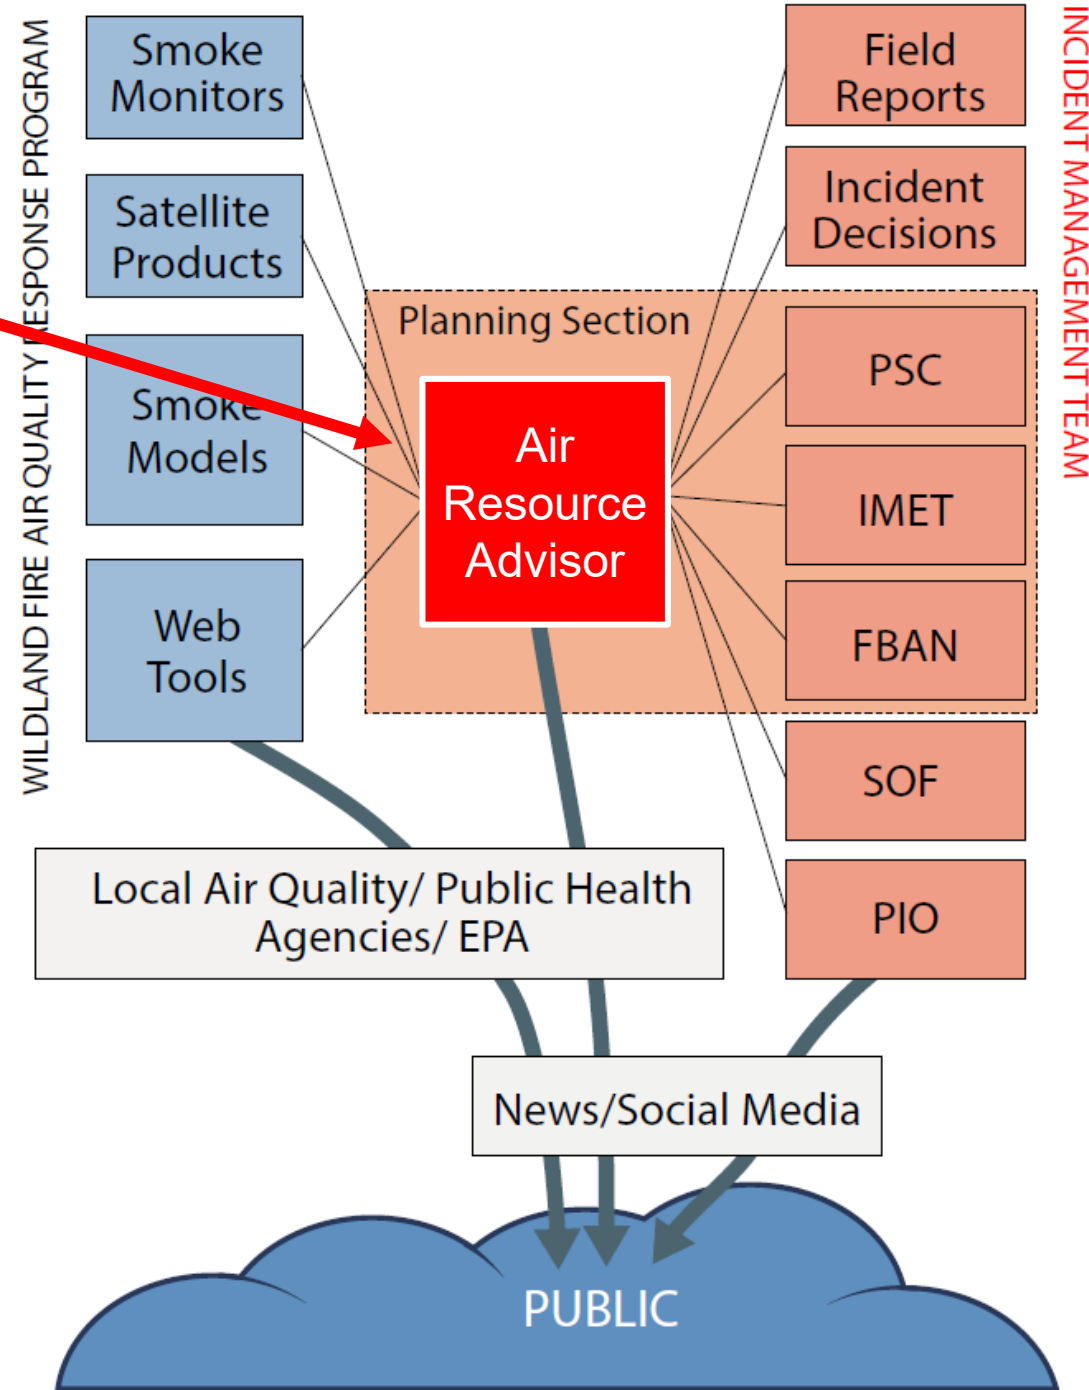 WILDLAND FIRE AIR QUALITY RESPONSE PROGRAM
Smoke
Monitors
Satellite
Products
Smoke
Models
Web
Tools
Planning Section
Air
Resource
Advisor
INCIDENT MANAGEMENT TEAM
Field
Reports
Incident
Decisions
PSC
IMET
FBAN
SOF
PIO
Local Air Quality/ Public Health
Agencies/ EPA
News/Social Media
PUBLIC